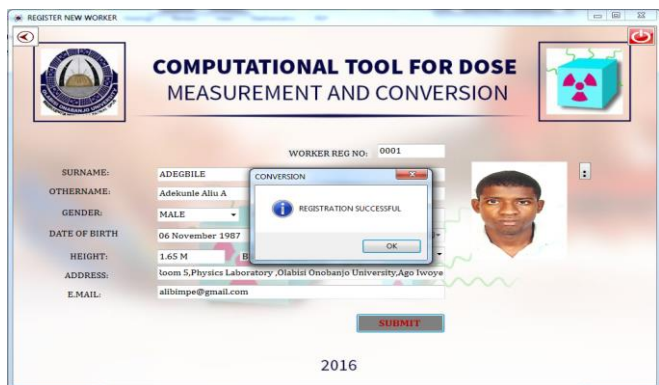 REGISTER NEW WORKER
COMPUTATIONAL TOOL FOR DOSE
MEASUREMENT AND CONVERSION
WORKER REG NO: 0001
SURNAME: ADEGBILE
OTHERNAME: Adekunle Aliu A
GENDER: MALE
DATE OF BIRTH 06 November 1987
HEIGHT: 1.65 M B
ADDRESS: loom 5,Physics Laboratory ,Olabisi Onobanjo University,Ago Iwoye
E.MAIL: alibimpe@gmail.com
CONVERSION
REGISTRATION SUCCESSFUL
OK
SUBMIT
2016